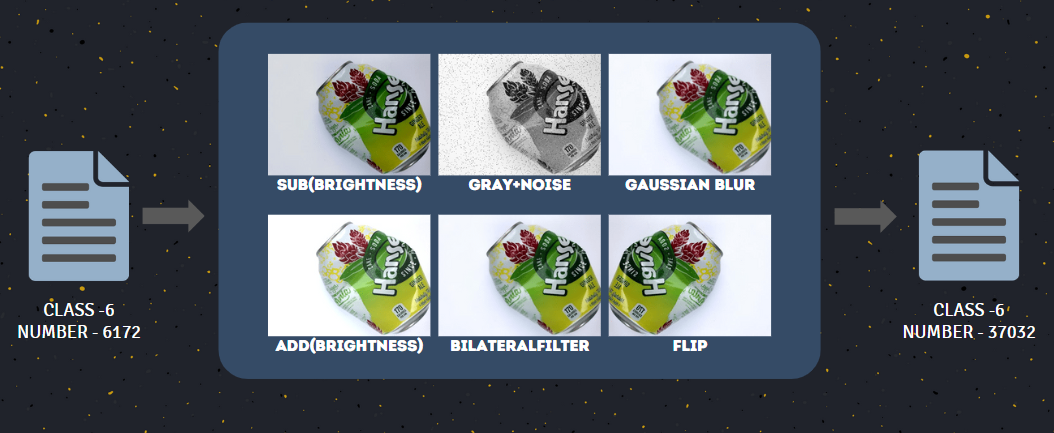 SUB(BRIGHTNESS)
GRAY+NOISE
GAUSSIAN BLUR
CLASS -6
NUMBER - 6172
ADD(BRIGHTNESS)
BILATERALFILTER
FLIP
CLASS -6
NUMBER - 37032